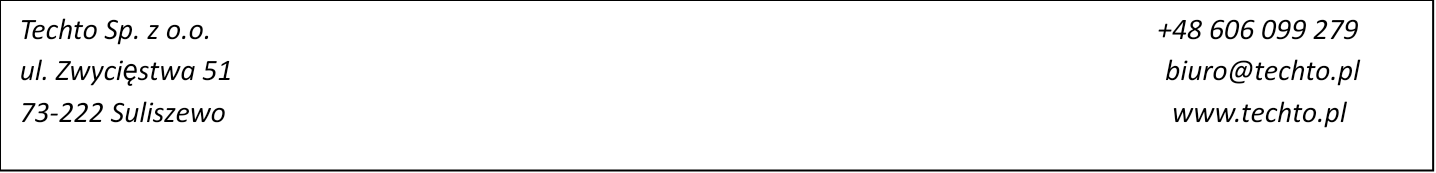 Techto Sp. z o.o. +48 606 099 279
ul. Zwycięstwa 51 biuro@techto.pl
73-222 Suliszewo www.techto.pl